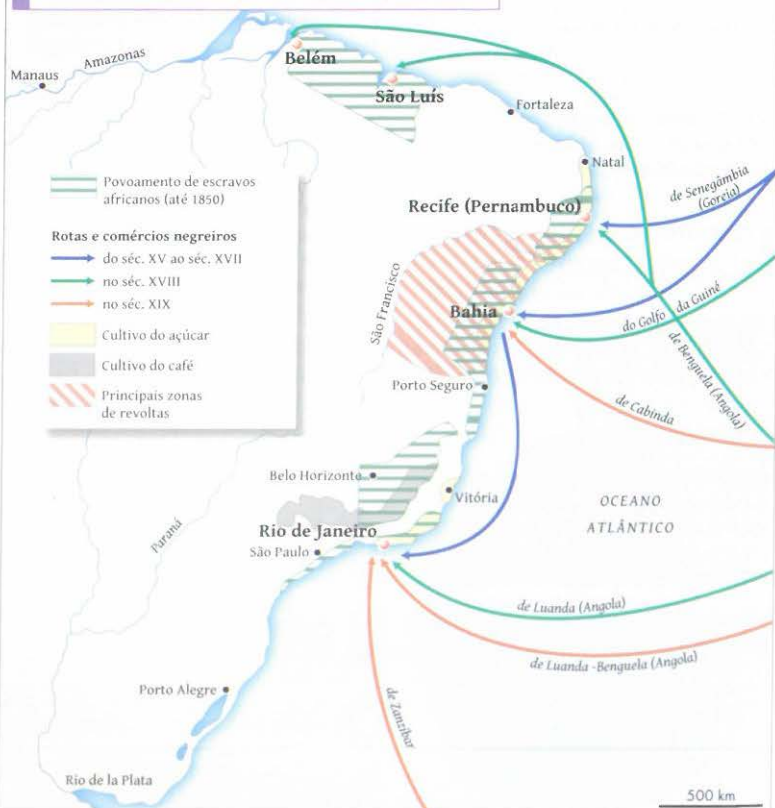 Amazonas
Manaus
Belém
São Luís
Fortaleza
Natal
de Senegâmbia
(Goreia)
Recife (Pernambuco)
Povoamento de escravos
africanos (até 1850)
Rotas e comércios negreiros
do séc. XV ao séc. XVII
no séc. XVIII
no séc. XIX
Cultivo do açúcar
Cultivo do café
Principais zonas
de revoltas
São Francisco
Bahia
do Golfo da Guiné
de Benguela (Angola)
Porto Seguro
de Cabinda
Belo Horizonte
Vitória
OCEANO
ATLÂNTICO
Paraná
Rio de Janeiro
São Paulo
de Luanda (Angola)
de Luanda-Benguela (Angola)
Porto Alegre
de Zanzibar
Rio de la Plata
500 km